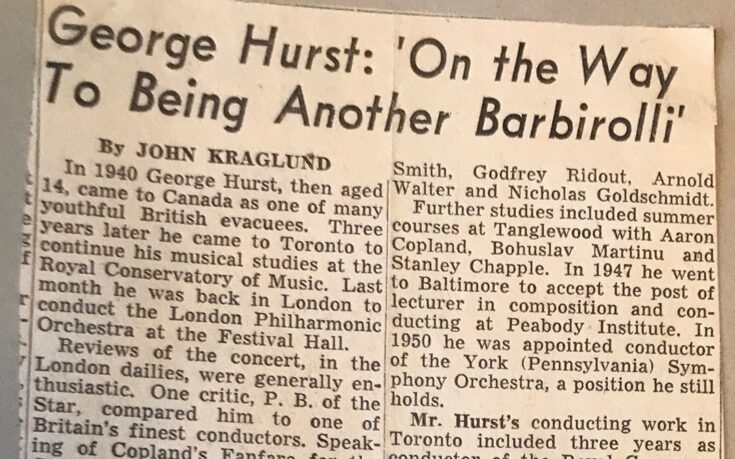 George Hurst: 'On the Way
To Being Another Barbirolli'
By JOHN KRAGLUND
In 1940 George Hurst, then aged
14, came to Canada as one of many
youthful British evacuees. Three
years later he came to Toronto to
continue his musical studies at the
Royal Conservatory of Music. Last
month he was back in London to
conduct the London Philharmonic
Orchestra at the Festival Hall.
Reviews of the concert, in the
London dailies, were generally en-
thusiastic. One critic, P. B. of the
Star, compared him to one of
Britain's finest conductors. Speak-
ing of Copland's Fanfare for the
Smith, Godfrey Ridout, Arnold
Walter and Nicholas Goldschmidt.
Further studies included summer
courses at Tanglewood with Aaron
Copland, Bohuslav Martinu and
Stanley Chapple. In 1947 he went
to Baltimore to accept the post of
lecturer in composition and con-
ducting at Peabody Institute. In
1950 he was appointed conductor
of the York (Pennsylvania) Sym-
phony Orchestra, a position he still
holds.
Mr. Hurst's conducting work in
Toronto included three years as
conductor of the Royal